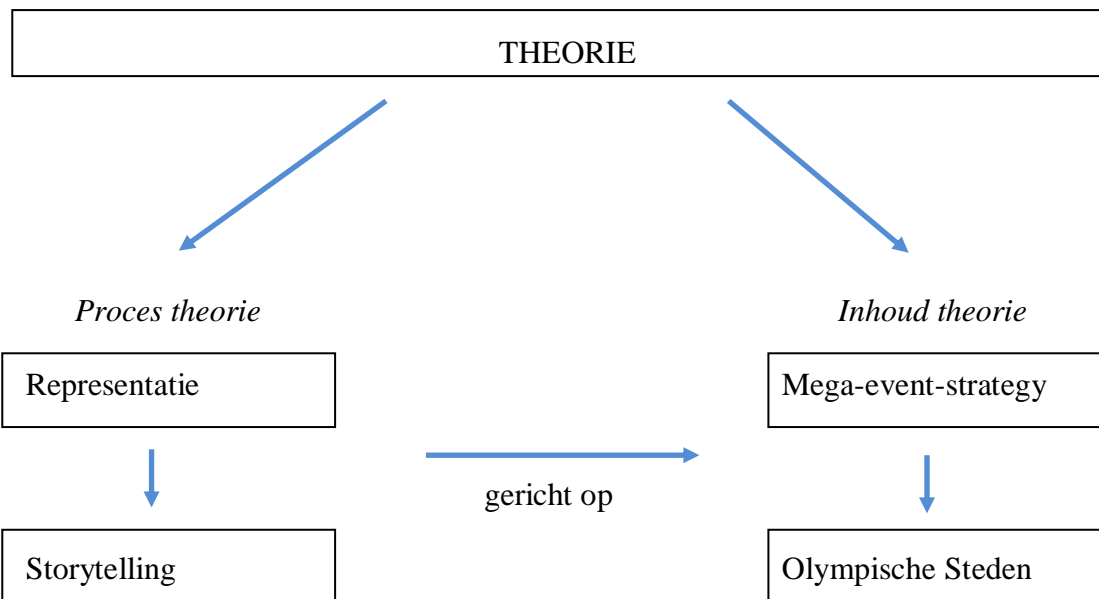 THEORIE
Proces theorie
Inhoud theorie
Representatie
Mega-event-strategy
gericht op
Storytelling
Olympische Steden